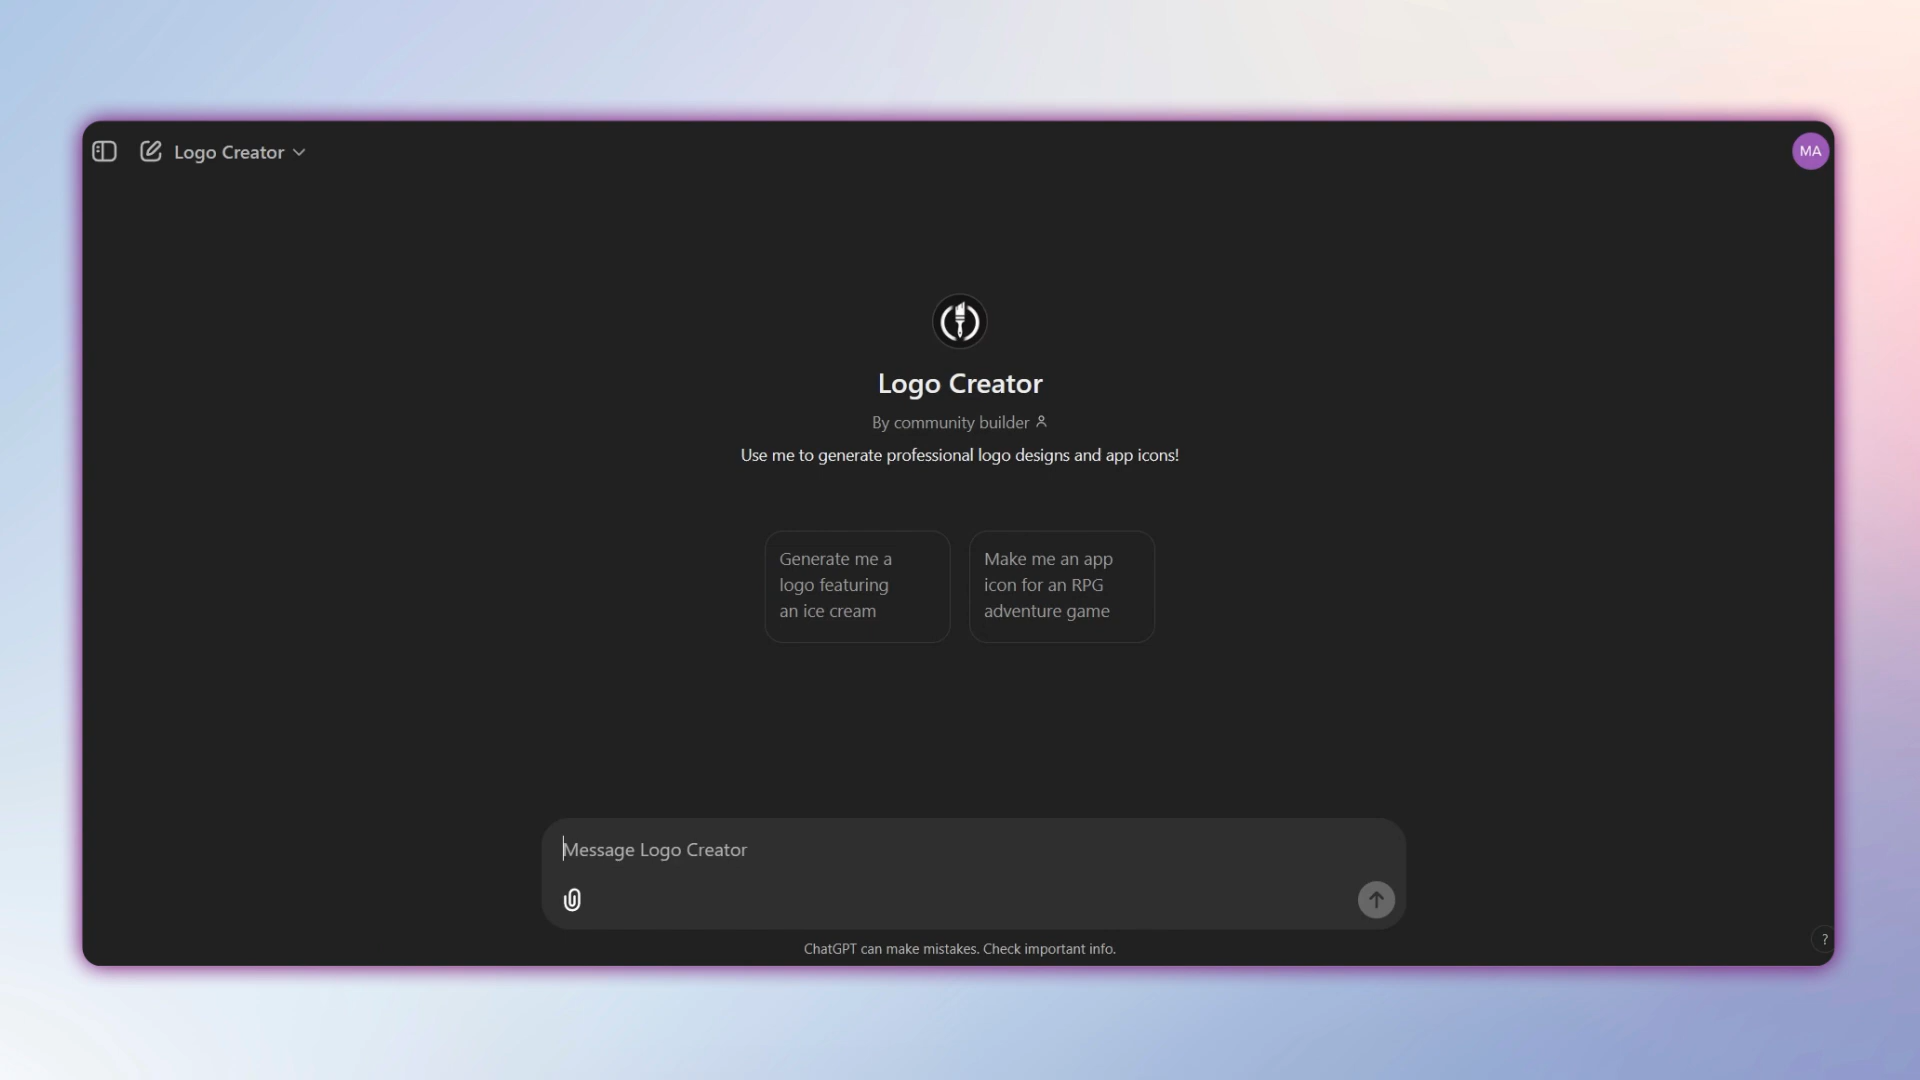 Logo Creator
MA
Logo Creator
By community builder
Use me to generate professional logo designs and app icons!
Generate me a
logo featuring
an ice cream
Make me an app
icon for an RPG
adventure game
Message Logo Creator
ChatGPT can make mistakes. Check important info.
?